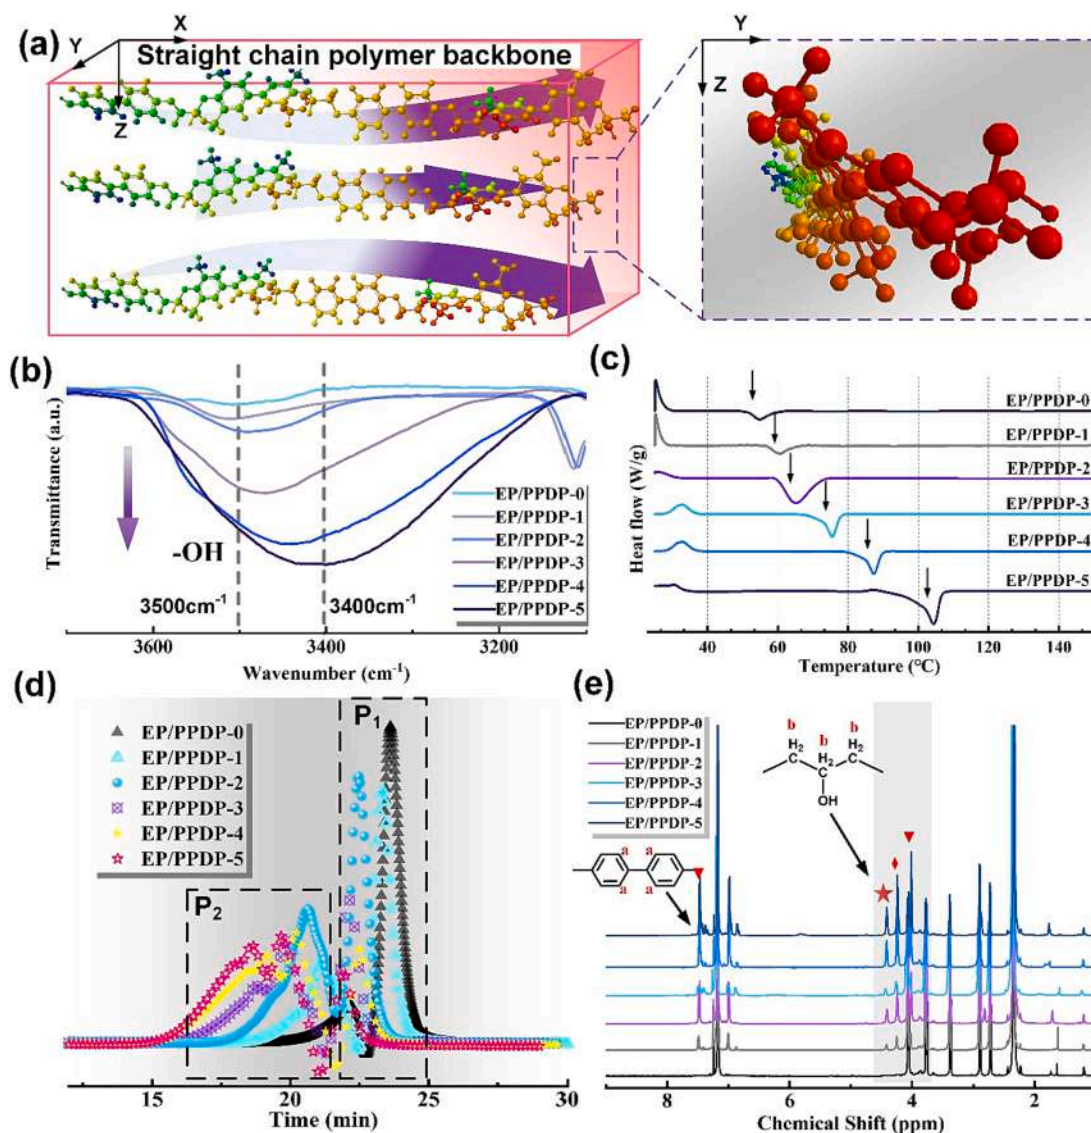 (a)
X
Y
Z
Straight chain polymer backbone
Y
Z
(b)
Transmittance (a.u.)
-OH
3500cm⁻¹
3400cm⁻¹
EP/PPDP-0
EP/PPDP-1
EP/PPDP-2
EP/PPDP-3
EP/PPDP-4
EP/PPDP-5
3600
3400
3200
Wavenumber (cm⁻¹)
(c)
Heat flow (W/g)
EP/PPDP-0
EP/PPDP-1
EP/PPDP-2
EP/PPDP-3
EP/PPDP-4
EP/PPDP-5
40
60
80
100
120
140
Temperature (℃)
(d)
EP/PPDP-0
EP/PPDP-1
EP/PPDP-2
EP/PPDP-3
EP/PPDP-4
EP/PPDP-5
P₁
P₂
15
20
25
30
Time (min)
(e)
EP/PPDP-0
EP/PPDP-1
EP/PPDP-2
EP/PPDP-3
EP/PPDP-4
EP/PPDP-5
b
b
b
H₂
H₂
H₂
C
C
C
OH
a
a
a
a
8
6
4
2
Chemical Shift (ppm)